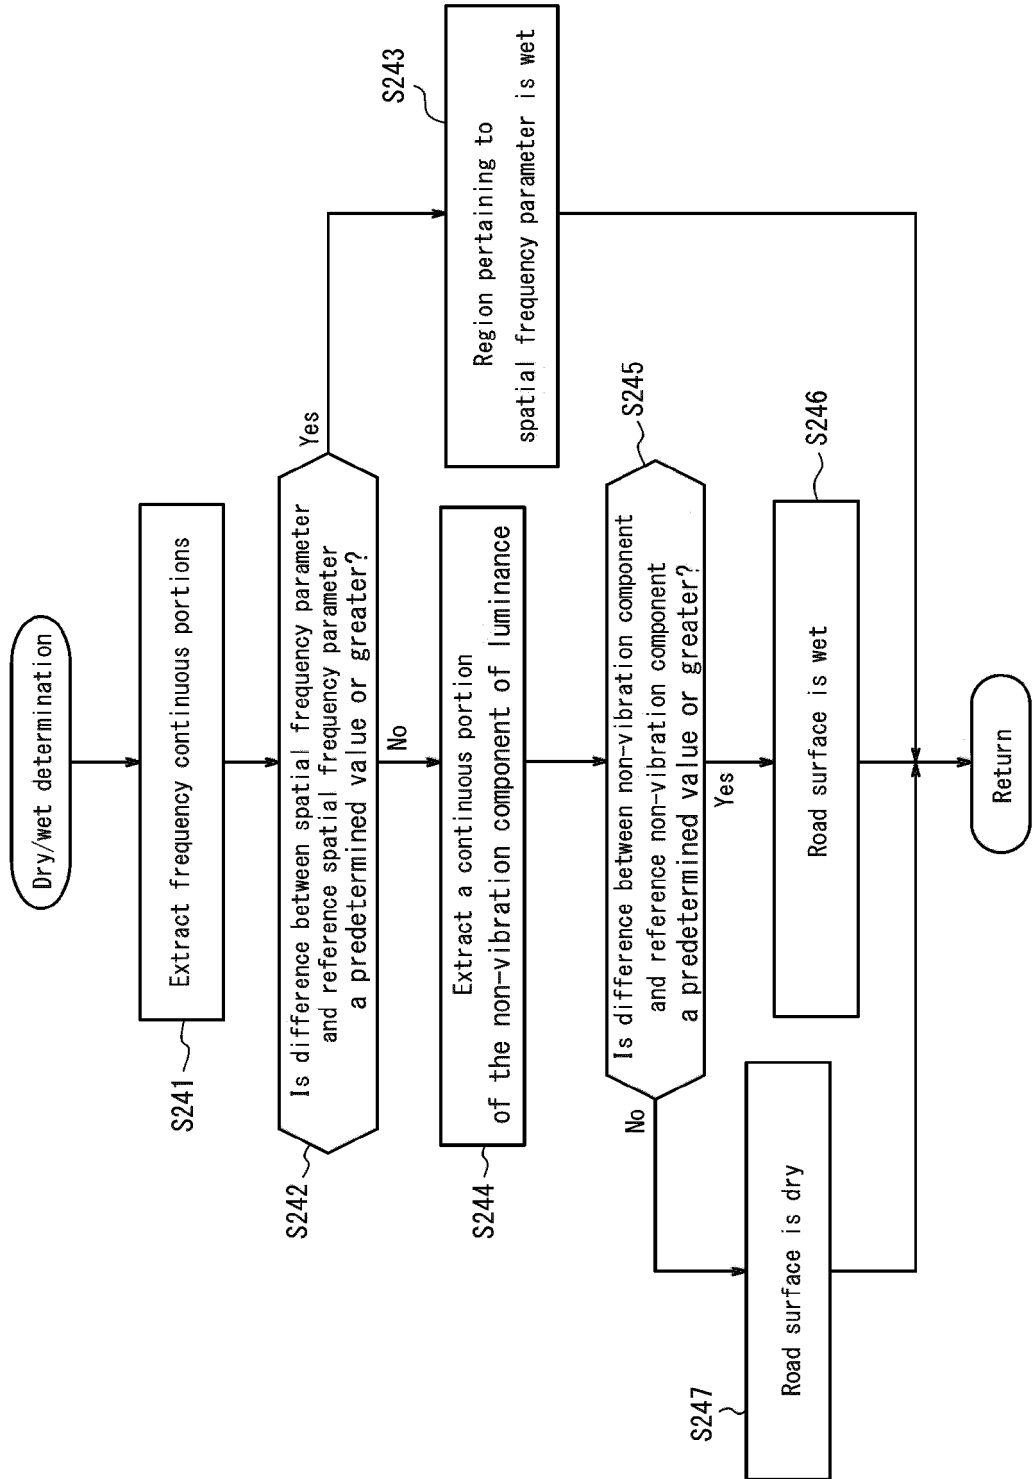 Dry/wet determination
S241
Extract frequency continuous portions
S242
Is difference between spatial frequency parameter
and reference spatial frequency parameter
a predetermined value or greater?
Yes
No
S243
Region pertaining to
spatial frequency parameter is wet
S244
Extract a continuous portion
of the non-vibration component of luminance
S245
Is difference between non-vibration component
and reference non-vibration component
a predetermined value or greater?
No
Yes
S246
Road surface is wet
S247
Road surface is dry
Return